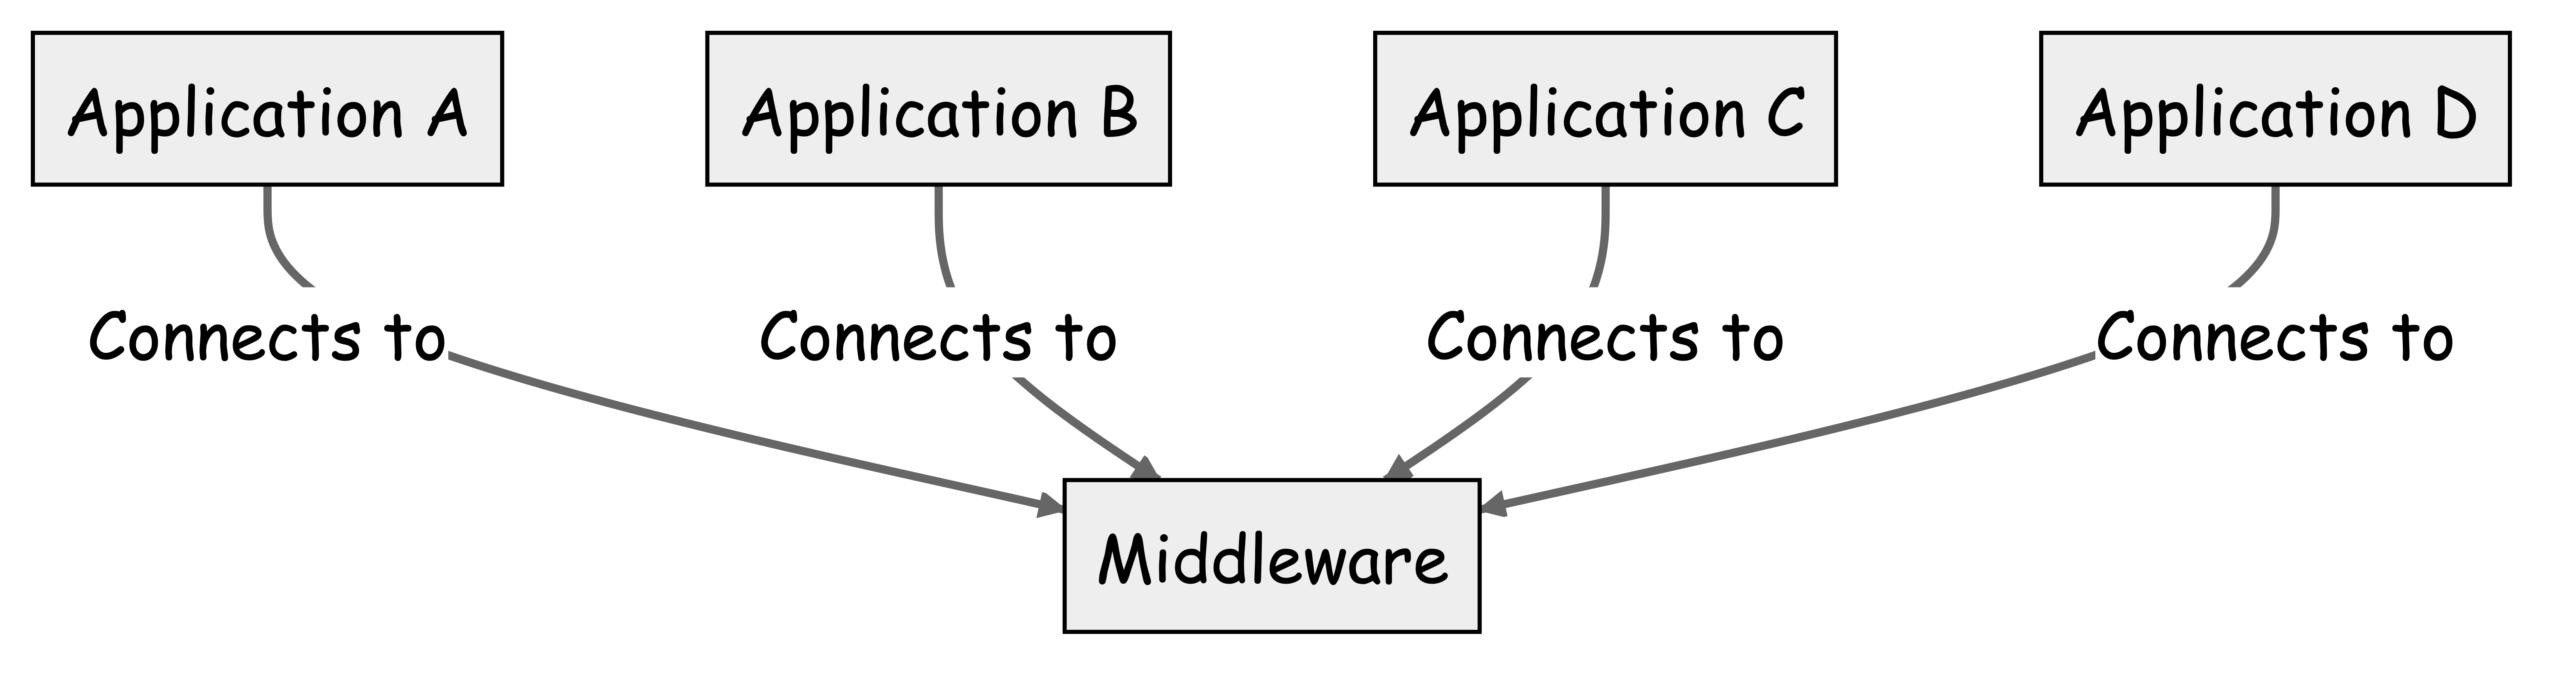 Application A
Application B
Application C
Application D
Connects to
Connects to
Connects to
Connects to
Middleware